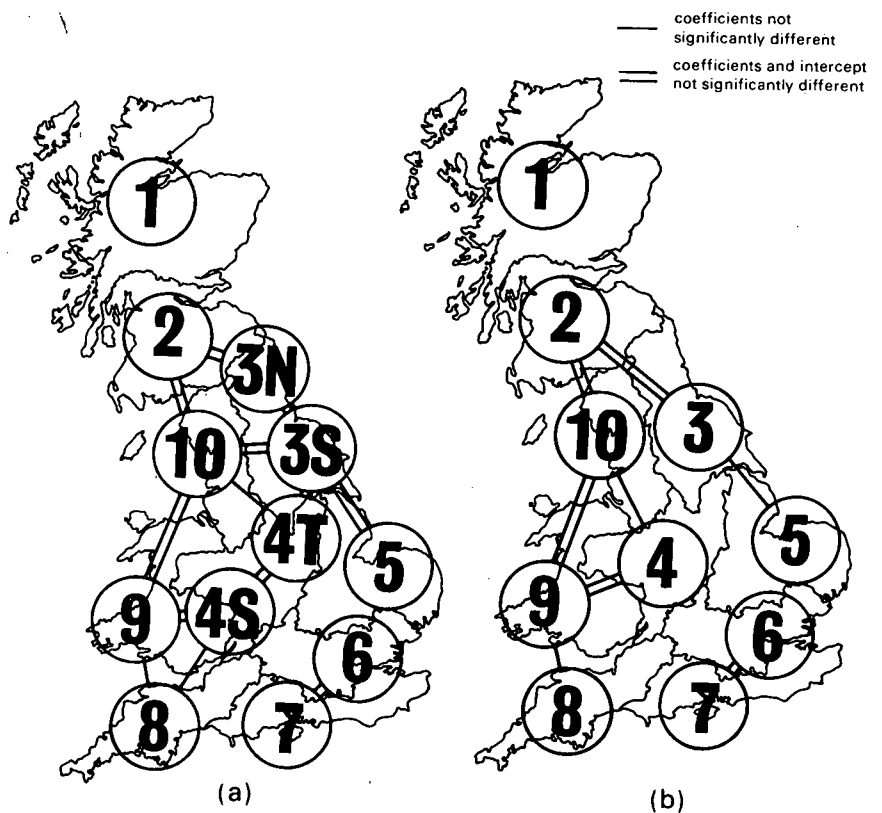 coefficients not
significantly different
coefficients and intercept
not significantly different
1
2
3N
10
3S
4T
5
9
4S
6
8
7
(a)
1
2
10
3
5
4
9
6
8
7
(b)